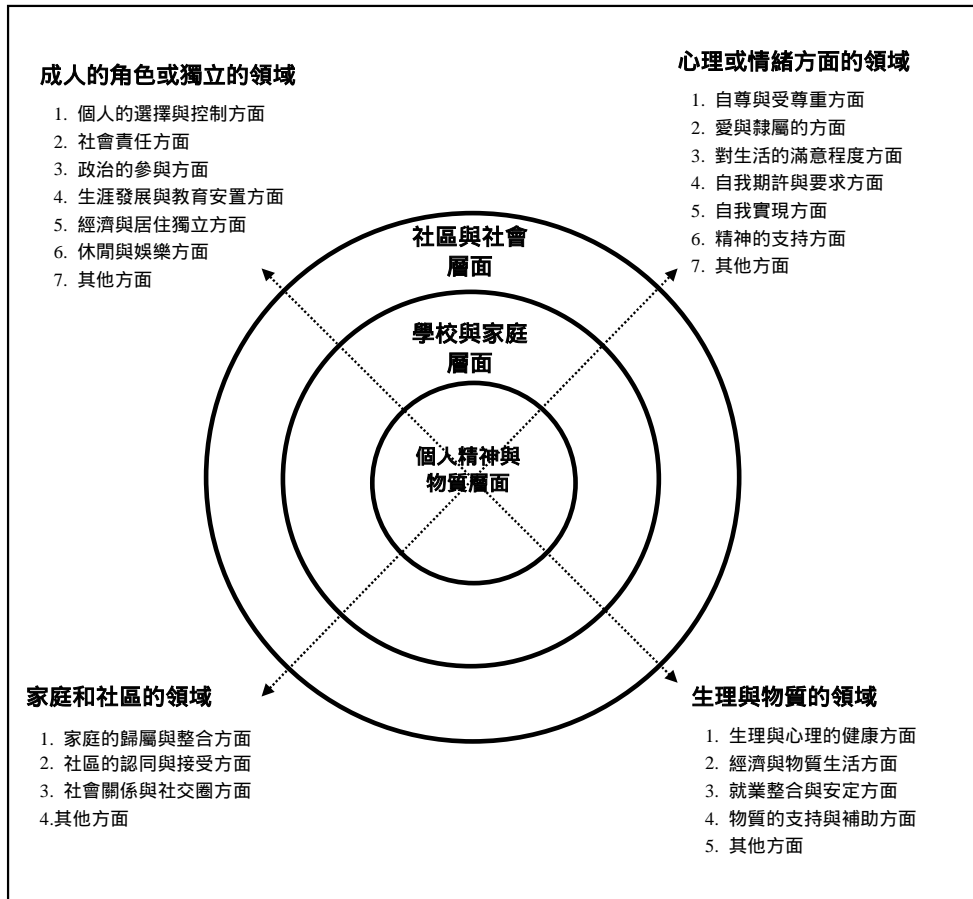 成人的角色或獨立的領域
1. 個人的選擇與控制方面
2. 社會責任方面
3. 政治的參與方面
4. 生涯發展與教育安置方面
5. 經濟與居住獨立方面
6. 休閒與娛樂方面
7. 其他方面
心理或情緒方面的領域
1. 自尊與受尊重方面
2. 愛與隸屬的方面
3. 對生活的滿意程度方面
4. 自我期許與要求方面
5. 自我實現方面
6. 精神的支持方面
7. 其他方面
社區與社會
層面
學校與家庭
層面
個人精神與
物質層面
家庭和社區的領域
1. 家庭的歸屬與整合方面
2. 社區的認同與接受方面
3. 社會關係與社交圈方面
4.其他方面
生理與物質的領域
1. 生理與心理的健康方面
2. 經濟與物質生活方面
3. 就業整合與安定方面
4. 物質的支持與補助方面
5. 其他方面